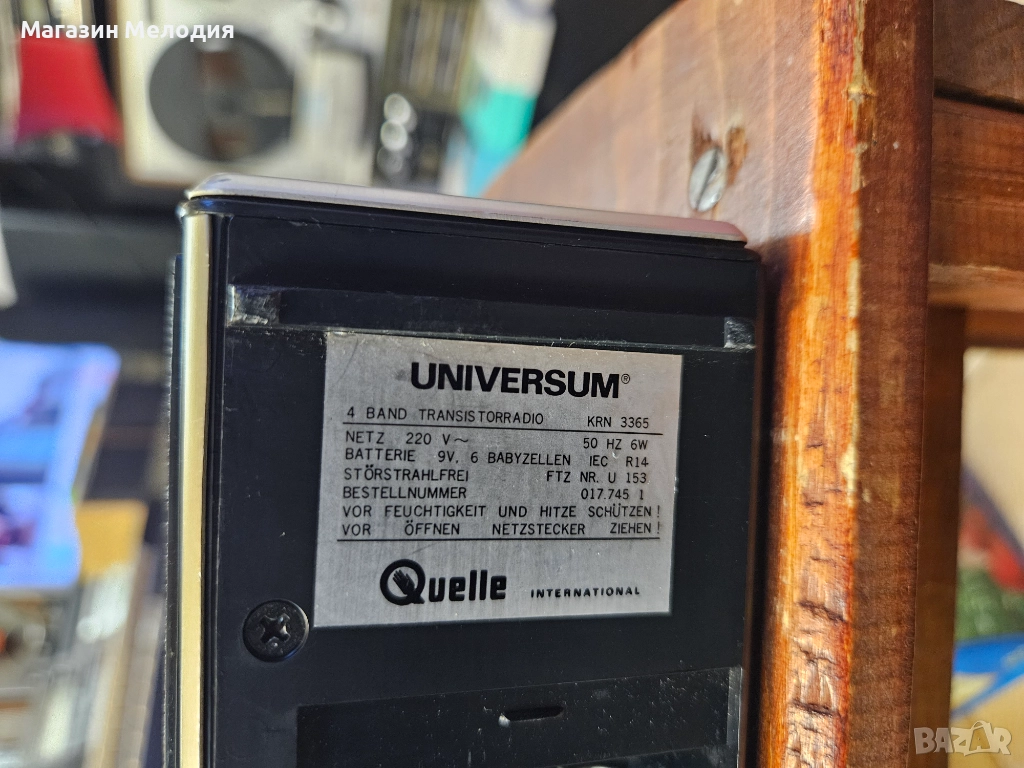 Магазин Мелодия
UNIVERSUM®
4 BAND TRANSISTORRADIO KRN 3365
NETZ 220 V~ 50 HZ 6W
BATTERIE 9V, 6 BABYZELLEN IEC R14
STÖRSTRAHLFREI FTZ NR. U 153
BESTELLNUMMER 017.745 1
VOR FEUCHTIGKEIT UND HITZE SCHÜTZEN!
VOR ÖFFNEN NETZSTECKER ZIEHEN!
Quelle INTERNATIONAL
BAZAR